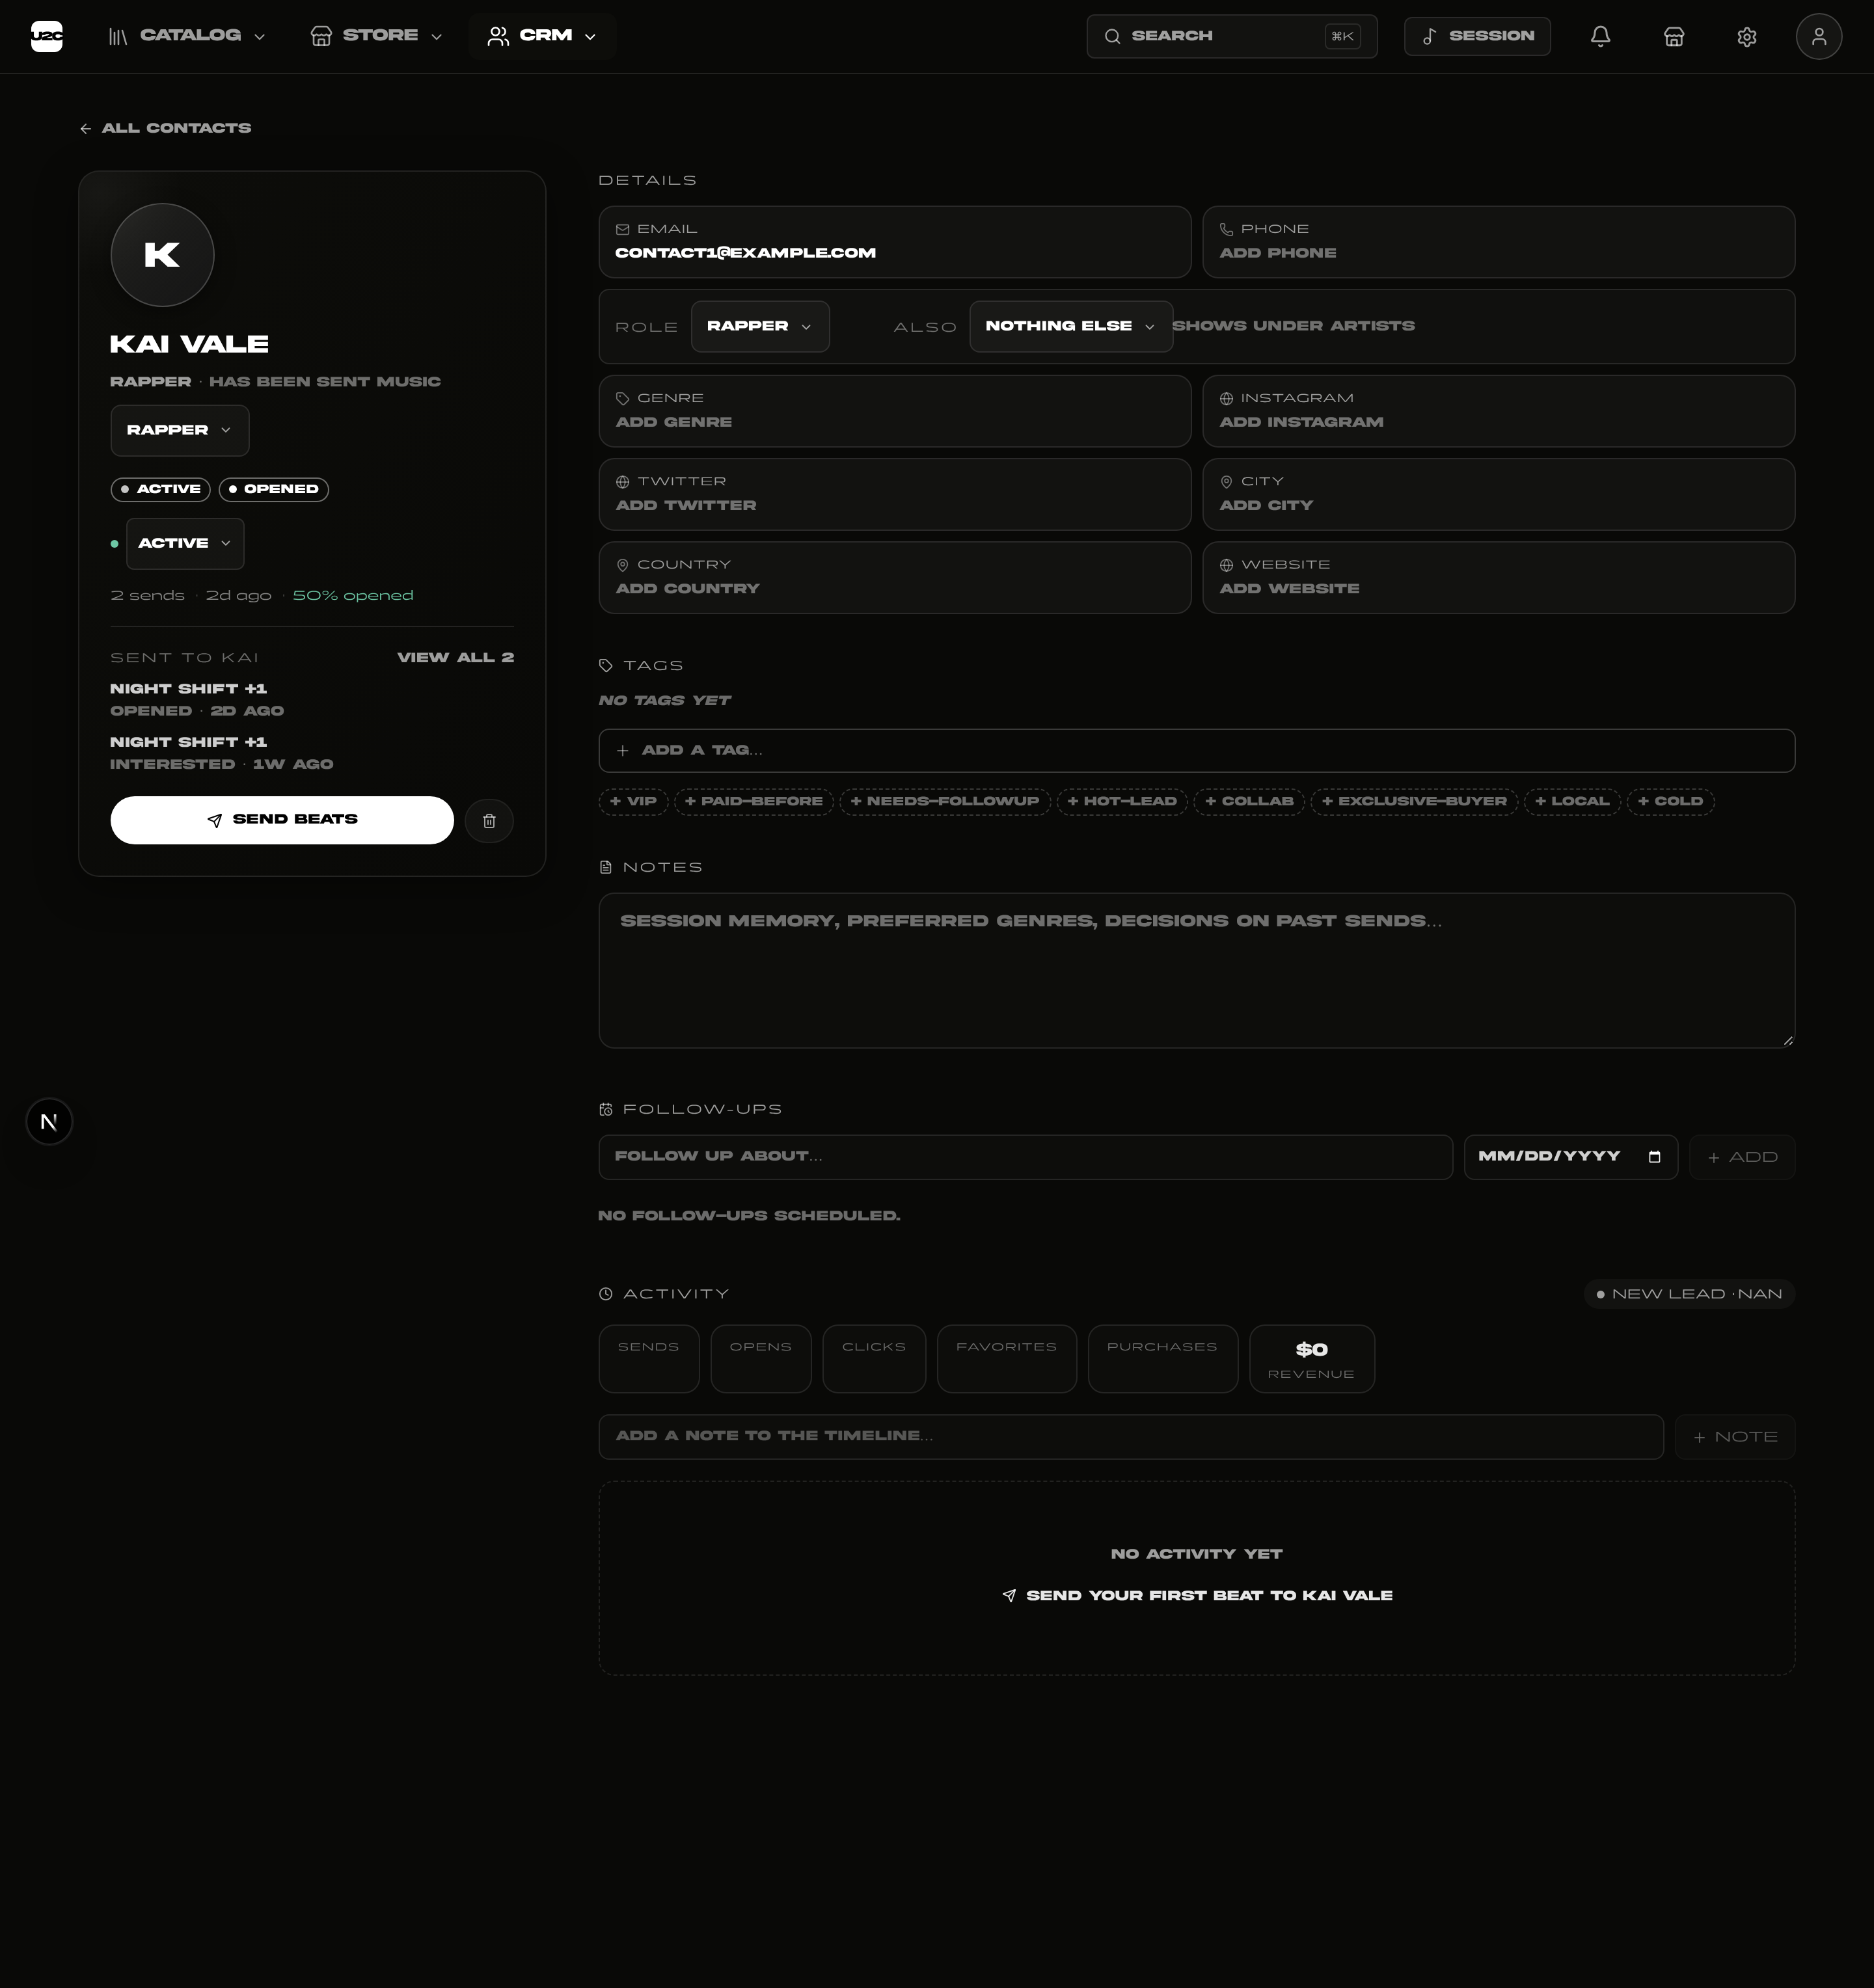 U2C
CATALOG
STORE
CRM
SEARCH
⌘K
SESSION
ALL CONTACTS
K
KAI VALE
RAPPER · HAS BEEN SENT MUSIC
RAPPER
ACTIVE
OPENED
ACTIVE
2 sends · 2d ago · 50% opened
SENT TO KAI
VIEW ALL 2
NIGHT SHIFT +1
OPENED · 2D AGO
NIGHT SHIFT +1
INTERESTED · 1W AGO
SEND BEATS
DETAILS
EMAIL
CONTACT1@EXAMPLE.COM
PHONE
ADD PHONE
ROLE
RAPPER
ALSO
NOTHING ELSE
SHOWS UNDER ARTISTS
GENRE
ADD GENRE
INSTAGRAM
ADD INSTAGRAM
TWITTER
ADD TWITTER
CITY
ADD CITY
COUNTRY
ADD COUNTRY
WEBSITE
ADD WEBSITE
TAGS
NO TAGS YET
+ ADD A TAG...
+ VIP
+ PAID-BEFORE
+ NEEDS-FOLLOWUP
+ HOT-LEAD
+ COLLAB
+ EXCLUSIVE-BUYER
+ LOCAL
+ COLD
NOTES
SESSION MEMORY, PREFERRED GENRES, DECISIONS ON PAST SENDS...
N
FOLLOW-UPS
FOLLOW UP ABOUT...
MM/DD/YYYY
+ ADD
NO FOLLOW-UPS SCHEDULED.
ACTIVITY
NEW LEAD · NAN
SENDS
OPENS
CLICKS
FAVORITES
PURCHASES
$0
REVENUE
ADD A NOTE TO THE TIMELINE...
+ NOTE
NO ACTIVITY YET
SEND YOUR FIRST BEAT TO KAI VALE